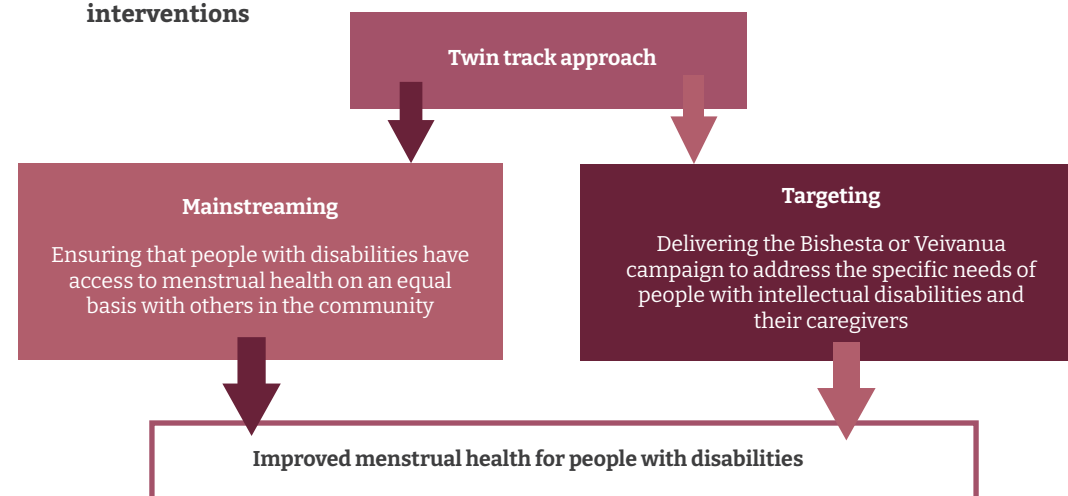 interventions
Twin track approach
Mainstreaming
Ensuring that people with disabilities have
access to menstrual health on an equal
basis with others in the community
Targeting
Delivering the Bishesta or Veivanua
campaign to address the specific needs of
people with intellectual disabilities and
their caregivers
Improved menstrual health for people with disabilities